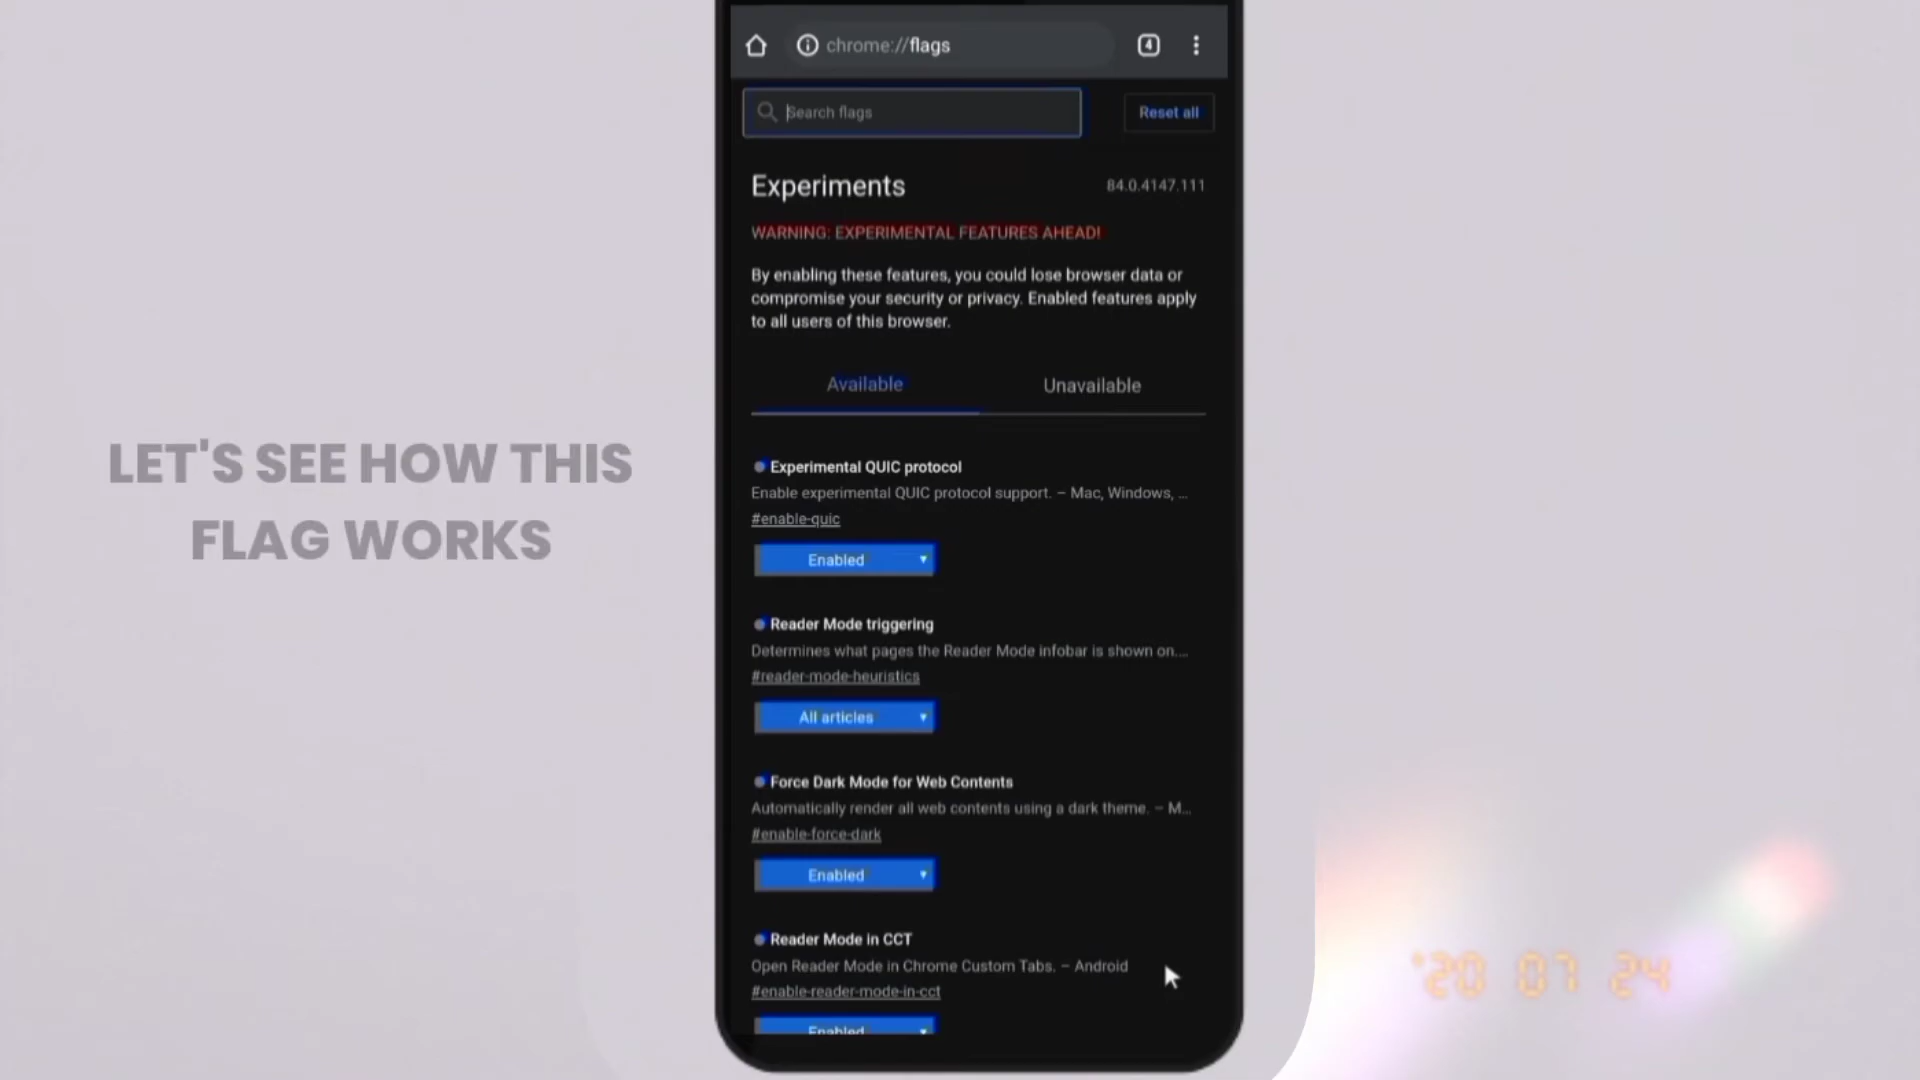 chrome://flags
4
Search flags
Reset all
Experiments
84.0.4147.111
WARNING: EXPERIMENTAL FEATURES AHEAD!
By enabling these features, you could lose browser data or
compromise your security or privacy. Enabled features apply
to all users of this browser.
Available
Unavailable
Experimental QUIC protocol
Enable experimental QUIC protocol support. – Mac, Windows, ...
#enable-quic
Enabled
Reader Mode triggering
Determines what pages the Reader Mode infobar is shown on....
#reader-mode-heuristics
All articles
Force Dark Mode for Web Contents
Automatically render all web contents using a dark theme. – M...
#enable-force-dark
Enabled
Reader Mode in CCT
Open Reader Mode in Chrome Custom Tabs. – Android
#enable-reader-mode-in-cct
Enabled
LET'S SEE HOW THIS
FLAG WORKS
'20 07 24